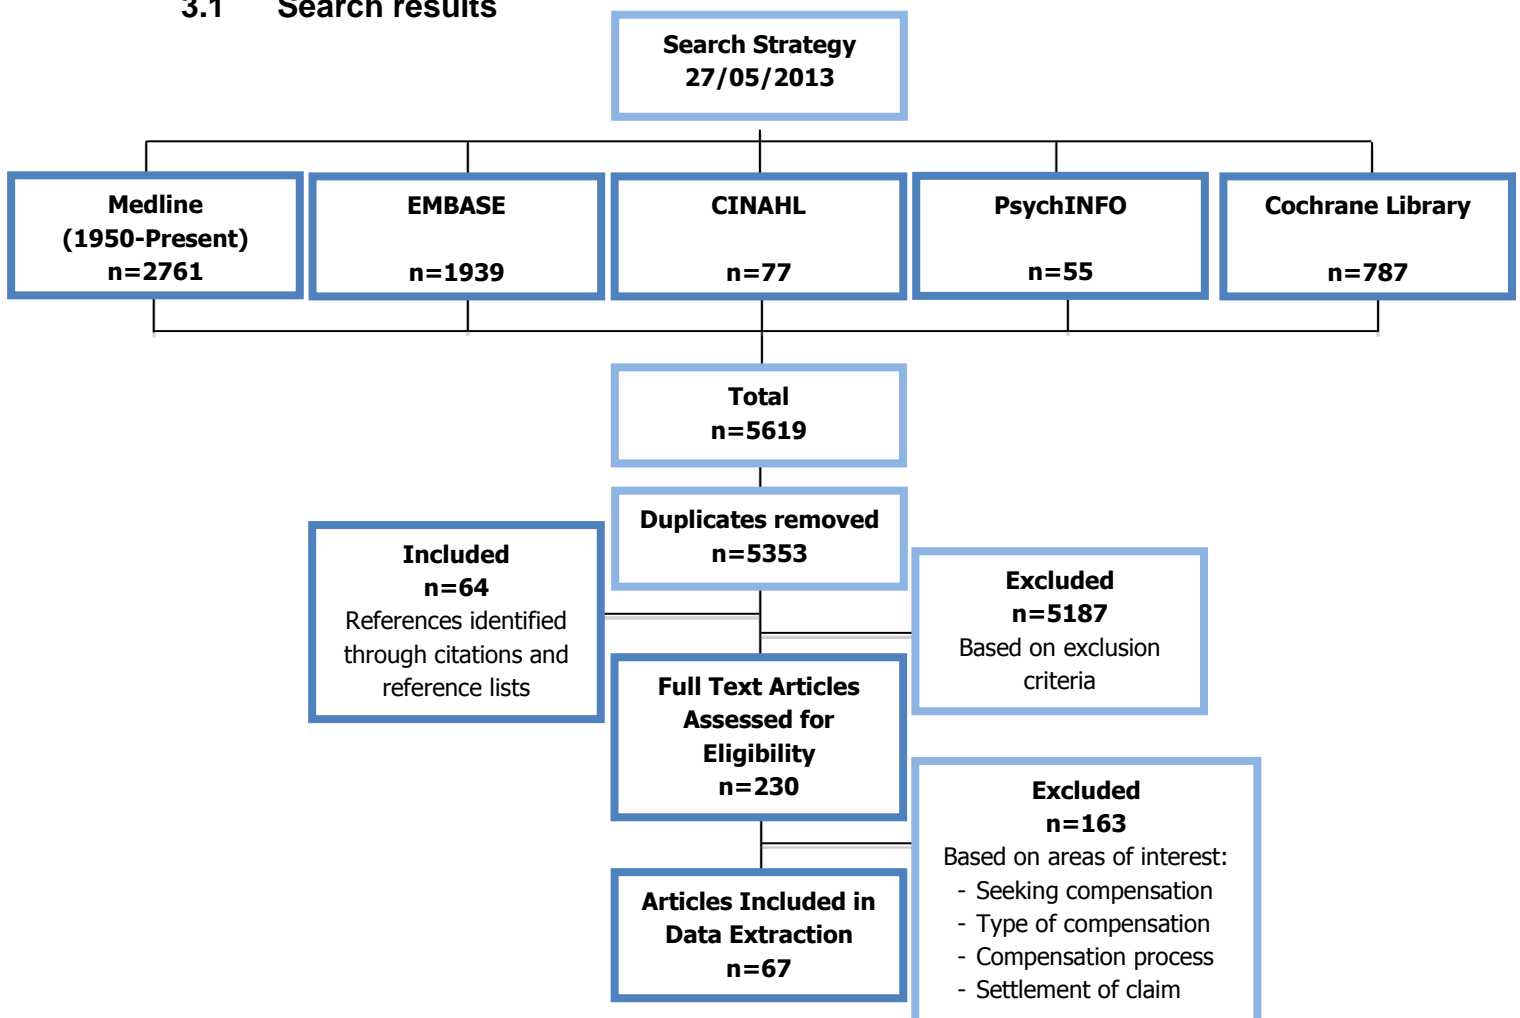 3.1 Search results
Search Strategy
27/05/2013
Medline
(1950-Present)
n=2761
EMBASE
n=1939
CINAHL
n=77
PsychINFO
n=55
Cochrane Library
n=787
Total
n=5619
Duplicates removed
n=5353
Included
n=64
References identified
through citations and
reference lists
Excluded
n=5187
Based on exclusion
criteria
Full Text Articles
Assessed for
Eligibility
n=230
Excluded
n=163
Based on areas of interest:
- Seeking compensation
- Type of compensation
- Compensation process
- Settlement of claim
Articles Included in
Data Extraction
n=67